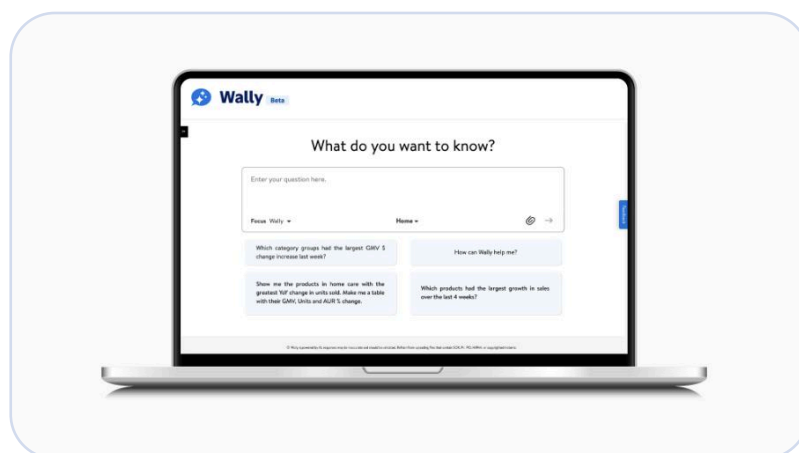 Wally Beta
What do you want to know?
Enter your question here.
Focus Wally
Home
Which category groups had the largest GMV $
change increase last week?
How can Wally help me?
Show me the products in home care with the
greatest YoY change in units sold. Make me a table
with their GMV, Units and AUR % change.
Which products had the largest growth in sales
over the last 4 weeks?
Feedback